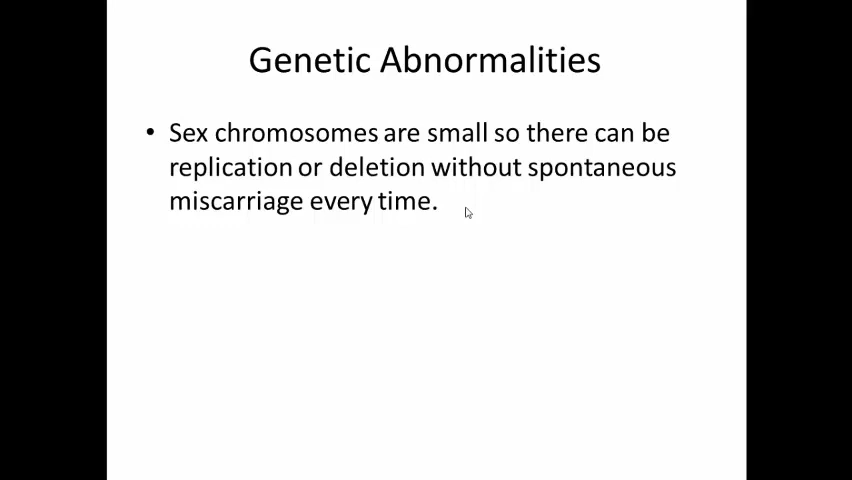 Genetic Abnormalities
• Sex chromosomes are small so there can be
replication or deletion without spontaneous
miscarriage every time.